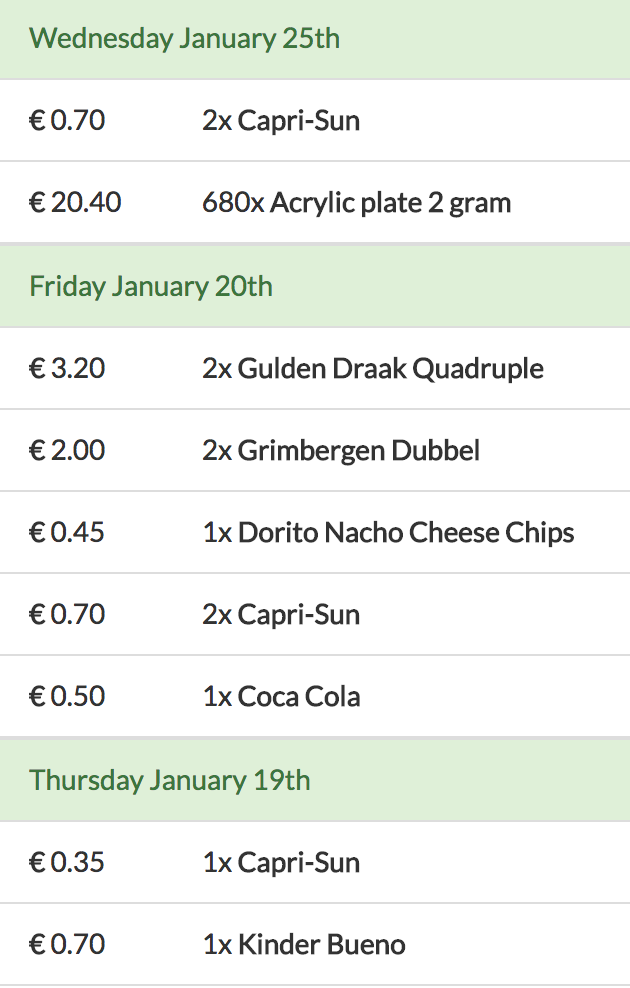 Wednesday January 25th
€ 0.70 2x Capri-Sun
€ 20.40 680x Acrylic plate 2 gram
Friday January 20th
€ 3.20 2x Gulden Draak Quadruple
€ 2.00 2x Grimbergen Dubbel
€ 0.45 1x Dorito Nacho Cheese Chips
€ 0.70 2x Capri-Sun
€ 0.50 1x Coca Cola
Thursday January 19th
€ 0.35 1x Capri-Sun
€ 0.70 1x Kinder Bueno